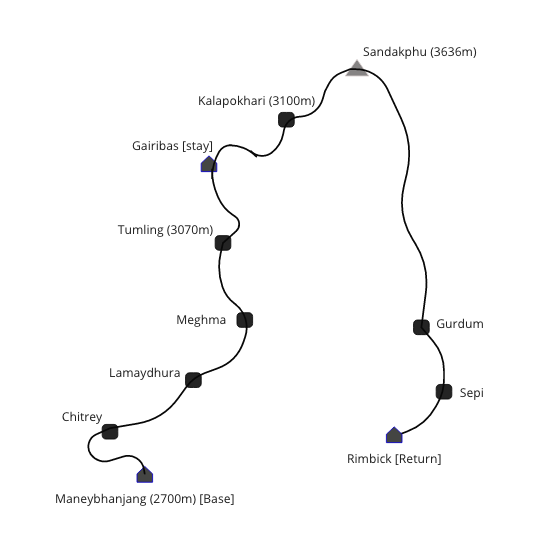 Sandakphu (3636m)
Kalapokhari (3100m)
Gairibas [stay]
Tumling (3070m)
Meghma
Gurdum
Lamaydhura
Sepi
Chitrey
Rimbick [Return]
Maneybhanjang (2700m) [Base]